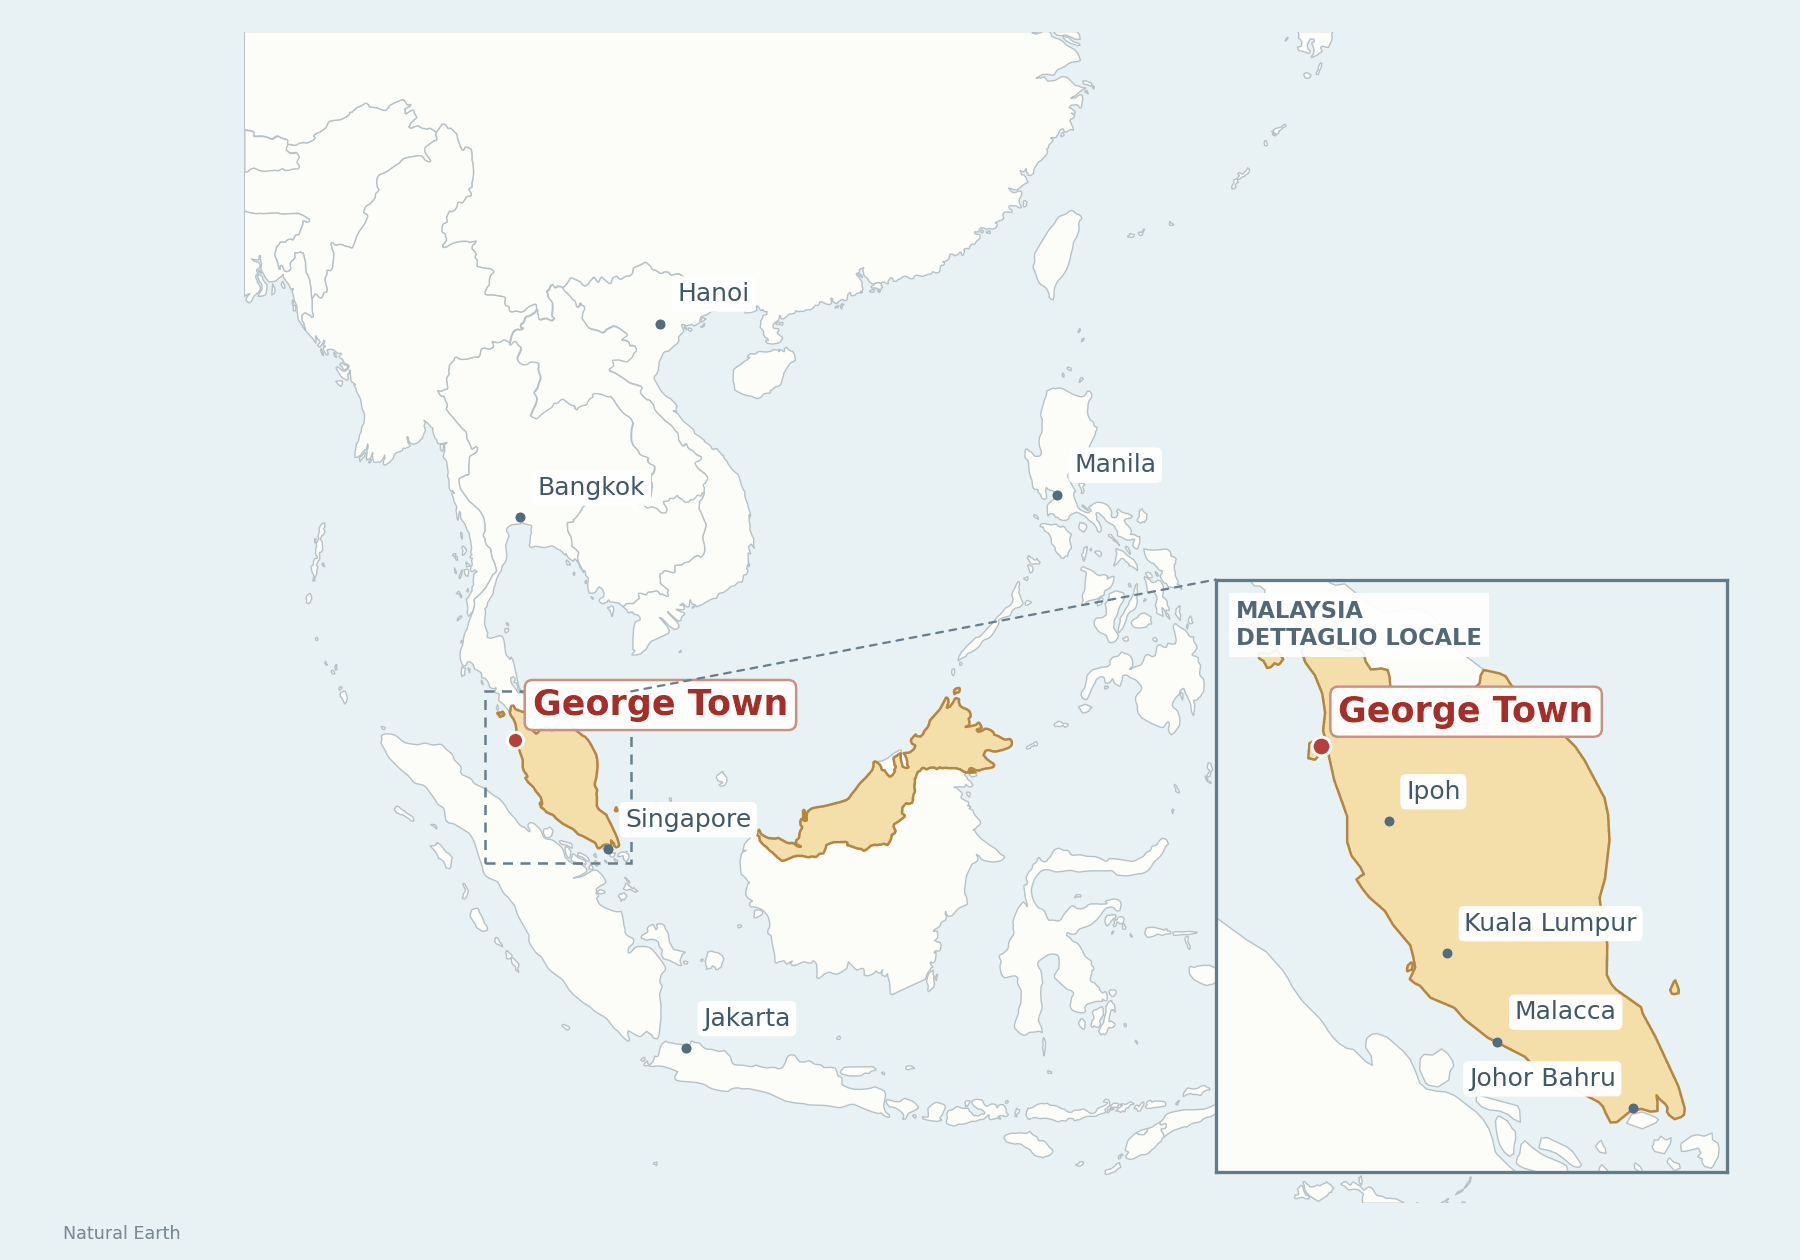 Hanoi
Manila
Bangkok
George Town
Singapore
Jakarta
MALAYSIA
DETTAGLIO LOCALE
George Town
Ipoh
Kuala Lumpur
Malacca
Johor Bahru
Natural Earth